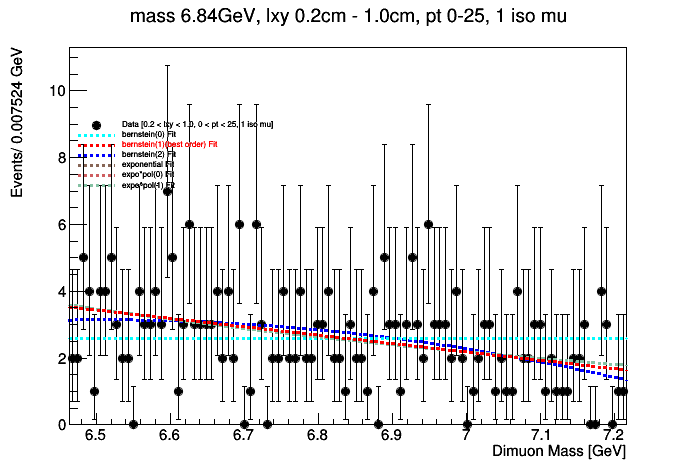 mass 6.84GeV, lxy 0.2cm - 1.0cm, pt 0-25, 1 iso mu
Events/ 0.007524 GeV
10
8
6
4
2
0
Data [0.2 < lxy < 1.0, 0 < pt < 25, 1 iso mu]
bernstein(0) Fit
bernstein(1)(best order) Fit
bernstein(2) Fit
exponential Fit
expo*pol(0) Fit
expo*pol(1) Fit
6.5
6.6
6.7
6.8
6.9
7
7.1
7.2
Dimuon Mass [GeV]